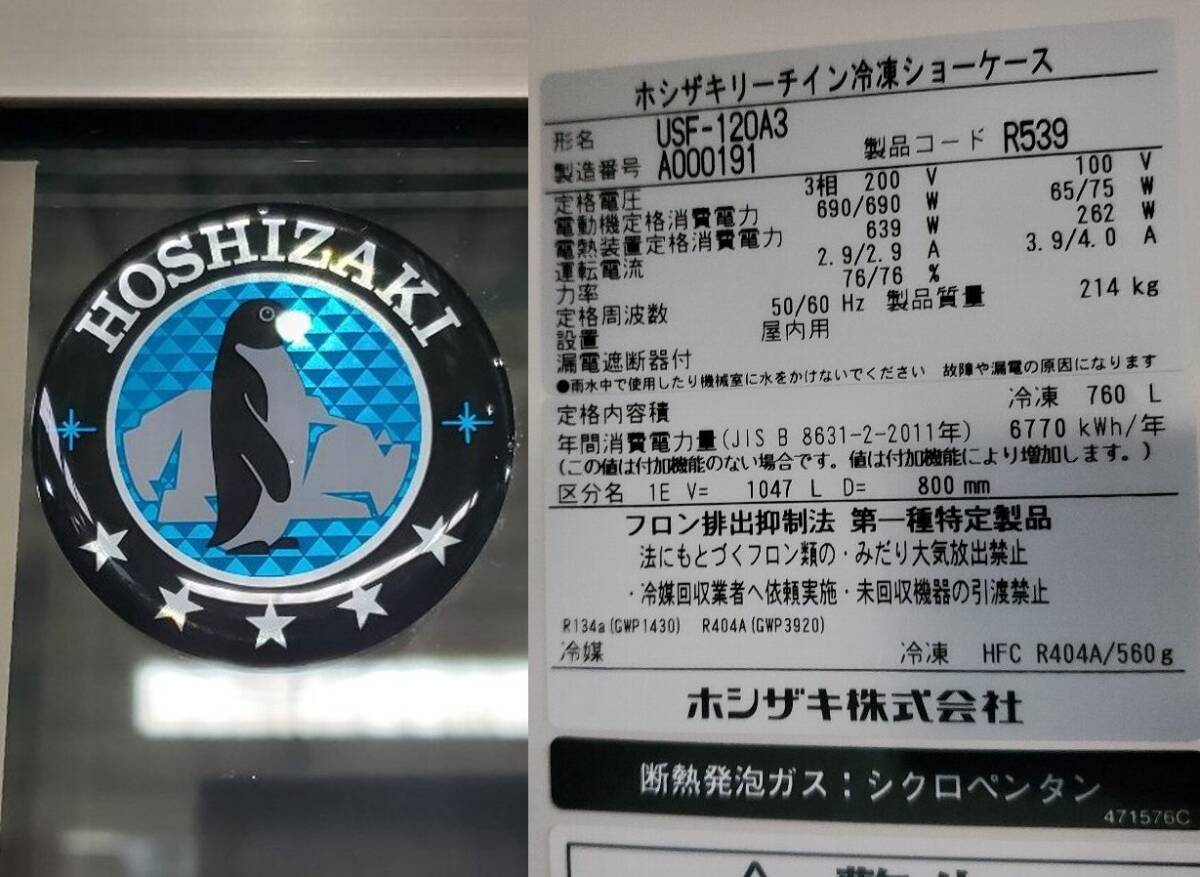 HOSHIZAKI
ホシザキリーチイン冷凍ショーケース
形名 USF-120A3
製造番号 A000191 製品コード R539
定格電圧 3相 200 V 100 V
電動機定格消費電力 690/690 W 65/75 W
電熱装置定格消費電力 639 W 262 W
運転電流 2.9/2.9 A 3.9/4.0 A
力率 76/76 %
定格周波数 50/60 Hz 製品質量 214 kg
設置 屋内用
漏電遮断器付
●雨水中で使用したり機械室に水をかけないでください 故障や漏電の原因になります
定格内容積 冷凍 760 L
年間消費電力量(JIS B 8631-2-2011年) 6770 kWh/年
(この値は付加機能のない場合です。値は付加機能により増加します。)
区分名 1E V= 1047 L D= 800 mm
フロン排出抑制法 第一種特定製品
法にもとづくフロン類の・みだり大気放出禁止
・冷媒回収業者へ依頼実施・未回収機器の引渡禁止
R134a(GWP1430) R404A(GWP3920)
冷媒 冷凍 HFC R404A/560g
ホシザキ株式会社
断熱発泡ガス：シクロペンタン
471576C